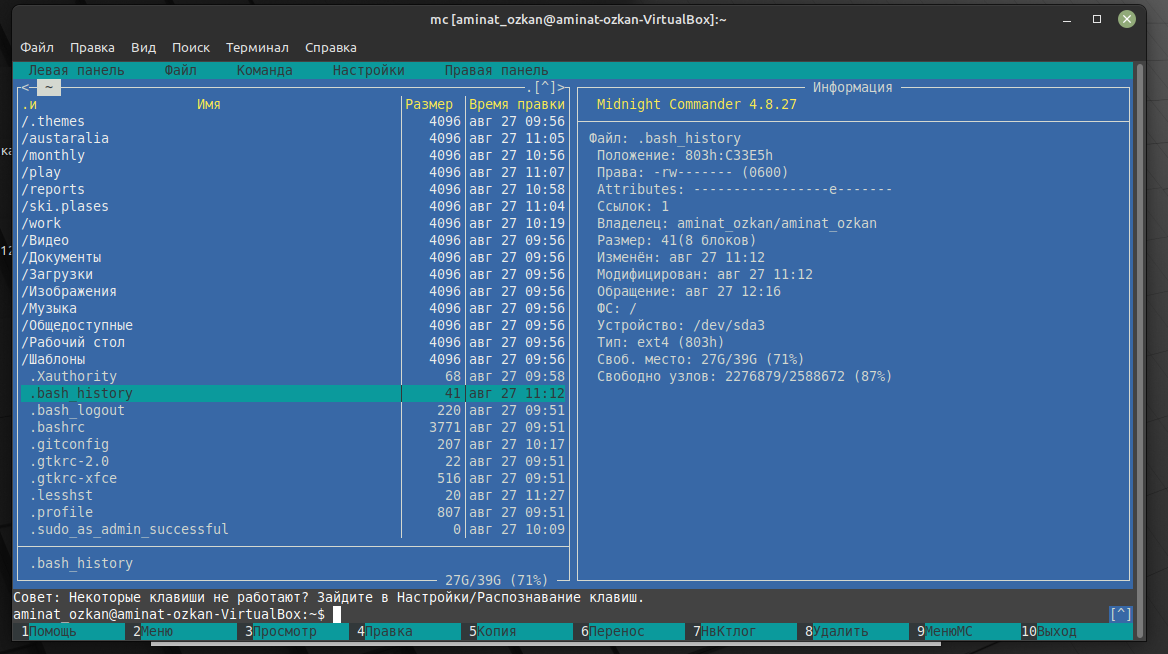 mc [aminat_ozkan@aminat-ozkan-VirtualBox]:~
Файл Правка Вид Поиск Терминал Справка
Левая панель Файл Команда Настройки Правая панель
<─ ~ .[^]> Информация
.и Имя Размер Время правки Midnight Commander 4.8.27
/.themes 4096 авг 27 09:56
/austaralia 4096 авг 27 11:05 Файл: .bash_history
/monthly 4096 авг 27 10:56 Положение: 803h:C33E5h
/play 4096 авг 27 11:07 Права: -rw------- (0600)
/reports 4096 авг 27 10:58 Attributes: -----------------e-------
/ski.plases 4096 авг 27 11:04 Ссылок: 1
/work 4096 авг 27 10:19 Владелец: aminat_ozkan/aminat_ozkan
/Видео 4096 авг 27 09:56 Размер: 41(8 блоков)
/Документы 4096 авг 27 09:56 Изменён: авг 27 11:12
/Загрузки 4096 авг 27 09:56 Модифицирован: авг 27 11:12
/Изображения 4096 авг 27 09:56 Обращение: авг 27 12:16
/Музыка 4096 авг 27 09:56 ФС: /
/Общедоступные 4096 авг 27 09:56 Устройство: /dev/sda3
/Рабочий стол 4096 авг 27 09:56 Тип: ext4 (803h)
/Шаблоны 4096 авг 27 09:56 Своб. место: 27G/39G (71%)
.Xauthority 68 авг 27 09:58 Свободно узлов: 2276879/2588672 (87%)
.bash_history 41 авг 27 11:12
.bash_logout 220 авг 27 09:51
.bashrc 3771 авг 27 09:51
.gitconfig 207 авг 27 10:17
.gtkrc-2.0 22 авг 27 09:51
.gtkrc-xfce 516 авг 27 09:51
.lesshst 20 авг 27 11:27
.profile 807 авг 27 09:51
.sudo_as_admin_successful 0 авг 27 10:09
.bash_history
27G/39G (71%)
Совет: Некоторые клавиши не работают? Зайдите в Настройки/Распознавание клавиш.
aminat_ozkan@aminat-ozkan-VirtualBox:~$ [^]
1Помощь 2Меню 3Просмотр 4Правка 5Копия 6Перенос 7НвКтлог 8Удалить 9МенюМС 10Выход